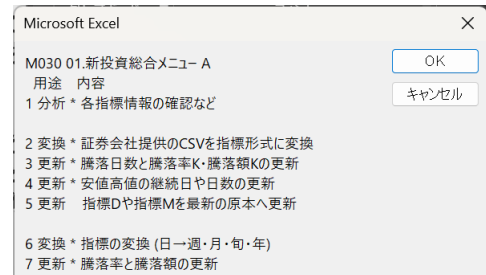 Microsoft Excel
M030 01.新投資総合メニュー A
用途 内容
OK
キャンセル
1 分析 * 各指標情報の確認など
2 変換 * 証券会社提供のCSVを指標形式に変換
3 更新 * 騰落日数と騰落率K・騰落額Kの更新
4 更新 * 安値高値の継続日や日数の更新
5 更新 指標Dや指標Mを最新の原本へ更新
6 変換 * 指標の変換 (日→週・月・旬・年)
7 更新 * 騰落率と騰落額の更新